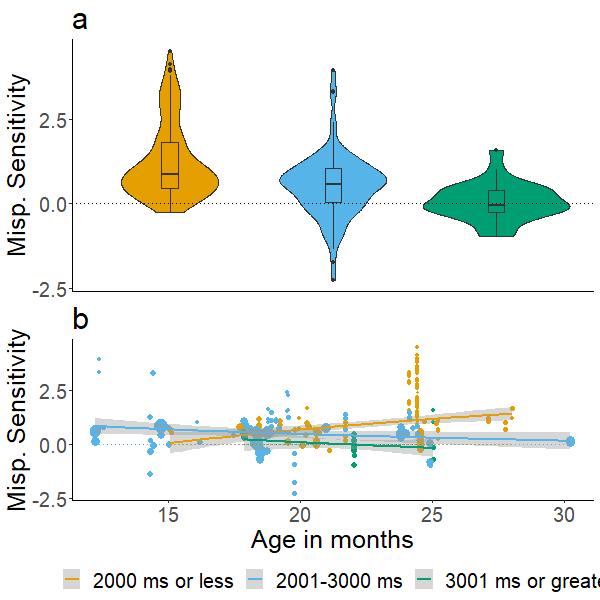 a
Misp. Sensitivity
2.5
0.0
-2.5
b
Misp. Sensitivity
2.5
0.0
-2.5
15 20 25 30
Age in months
2000 ms or less 2001-3000 ms 3001 ms or greate